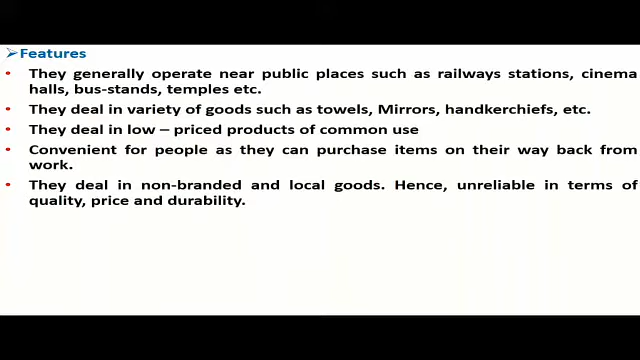 ➢Features
• They generally operate near public places such as railways stations, cinema
halls, bus-stands, temples etc.
• They deal in variety of goods such as towels, Mirrors, handkerchiefs, etc.
• They deal in low – priced products of common use
• Convenient for people as they can purchase items on their way back from
work.
• They deal in non-branded and local goods. Hence, unreliable in terms of
quality, price and durability.